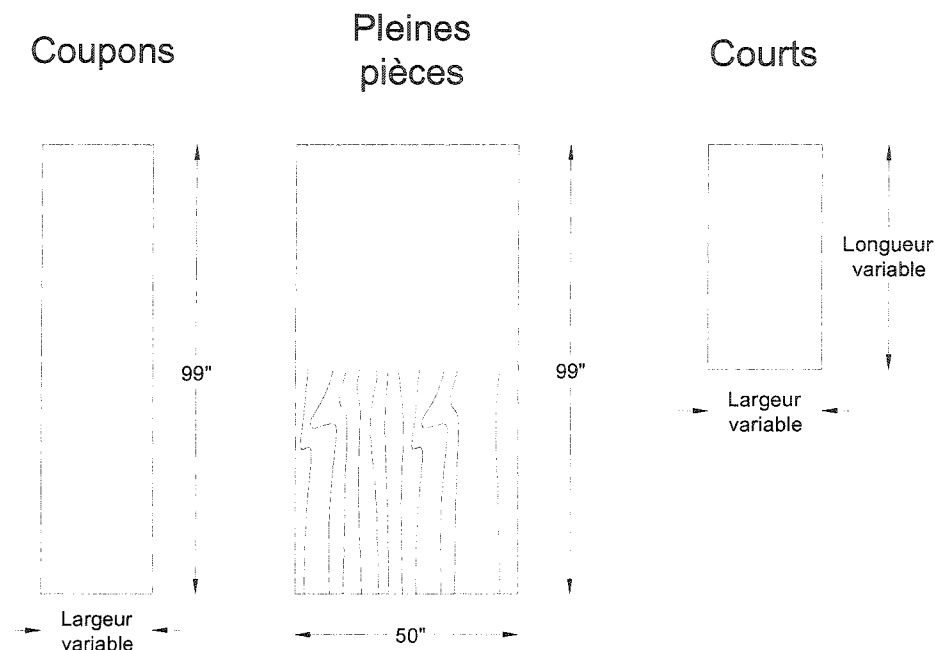 Coupons
Pleines
pièces
Courts
99"
Largeur
variable
99"
50"
Longueur
variable
Largeur
variable